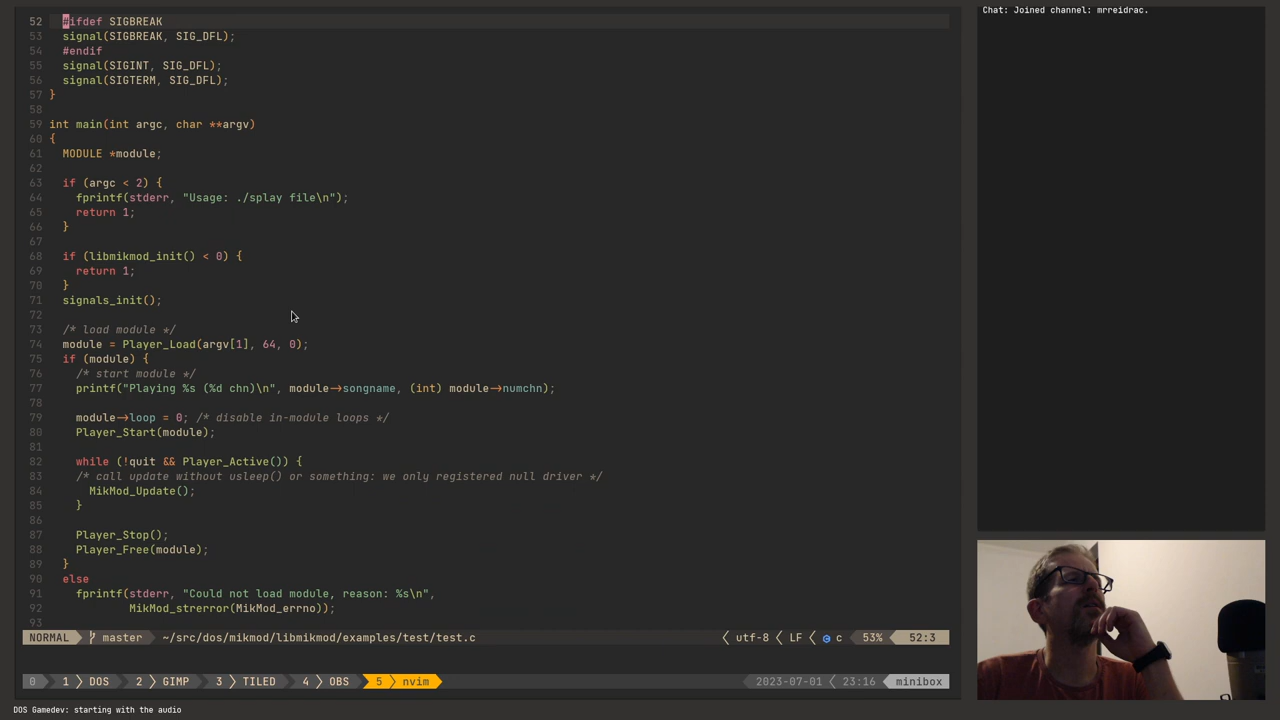 52 #ifdef SIGBREAK
53 signal(SIGBREAK, SIG_DFL);
54 #endif
55 signal(SIGINT, SIG_DFL);
56 signal(SIGTERM, SIG_DFL);
57 }
58
59 int main(int argc, char **argv)
60 {
61 MODULE *module;
62
63 if (argc < 2) {
64 fprintf(stderr, "Usage: ./splay file\n");
65 return 1;
66 }
67
68 if (libmikmod_init() < 0) {
69 return 1;
70 }
71 signals_init();
72
73 /* load module */
74 module = Player_Load(argv[1], 64, 0);
75 if (module) {
76 /* start module */
77 printf("Playing %s (%d chn)\n", module->songname, (int) module->numchn);
78
79 module->loop = 0; /* disable in-module loops */
80 Player_Start(module);
81
82 while (!quit && Player_Active()) {
83 /* call update without usleep() or something: we only registered null driver */
84 MikMod_Update();
85 }
86
87 Player_Stop();
88 Player_Free(module);
89 }
90 else
91 fprintf(stderr, "Could not load module, reason: %s\n",
92 MikMod_strerror(MikMod_errno));
93
NORMAL master ~/src/dos/mikmod/libmikmod/examples/test/test.c utf-8 LF c 53% 52:3
0 1 DOS 2 GIMP 3 TILED 4 OBS 5 nvim 2023-07-01 23:16 minibox
DOS Gamedev: starting with the audio
Chat: Joined channel: mrreidrac.